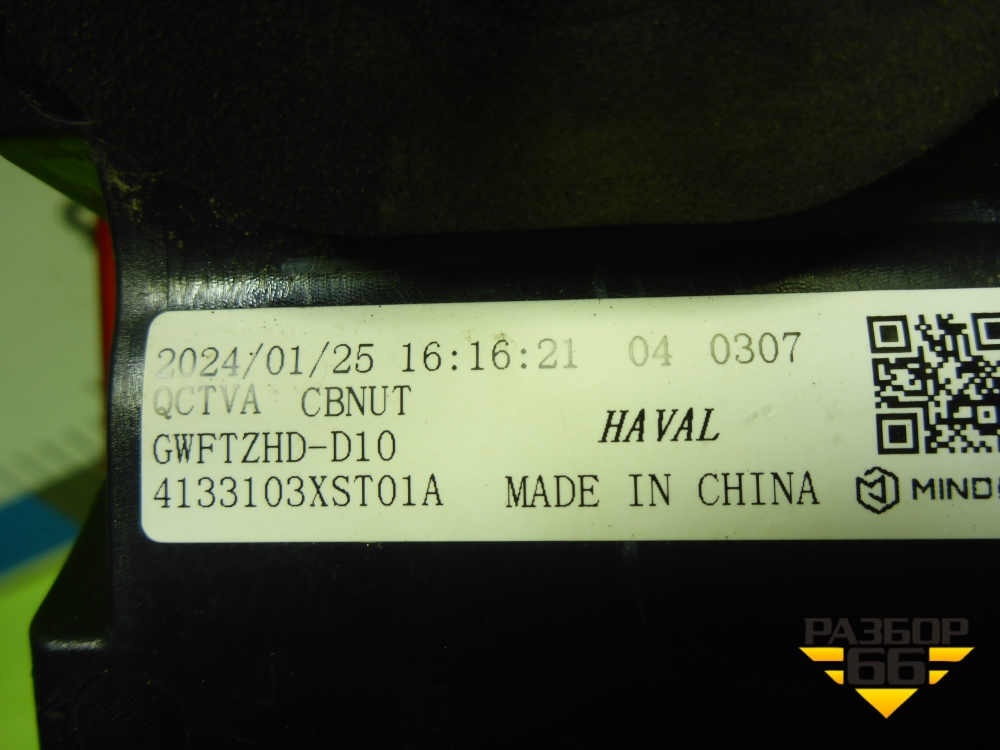 2024/01/25 16:16:21 04 0307
QCTVA CBNUT
HAVAL
GWFTZHD-D10
4133103XST01A MADE IN CHINA
РАЗБОР
66